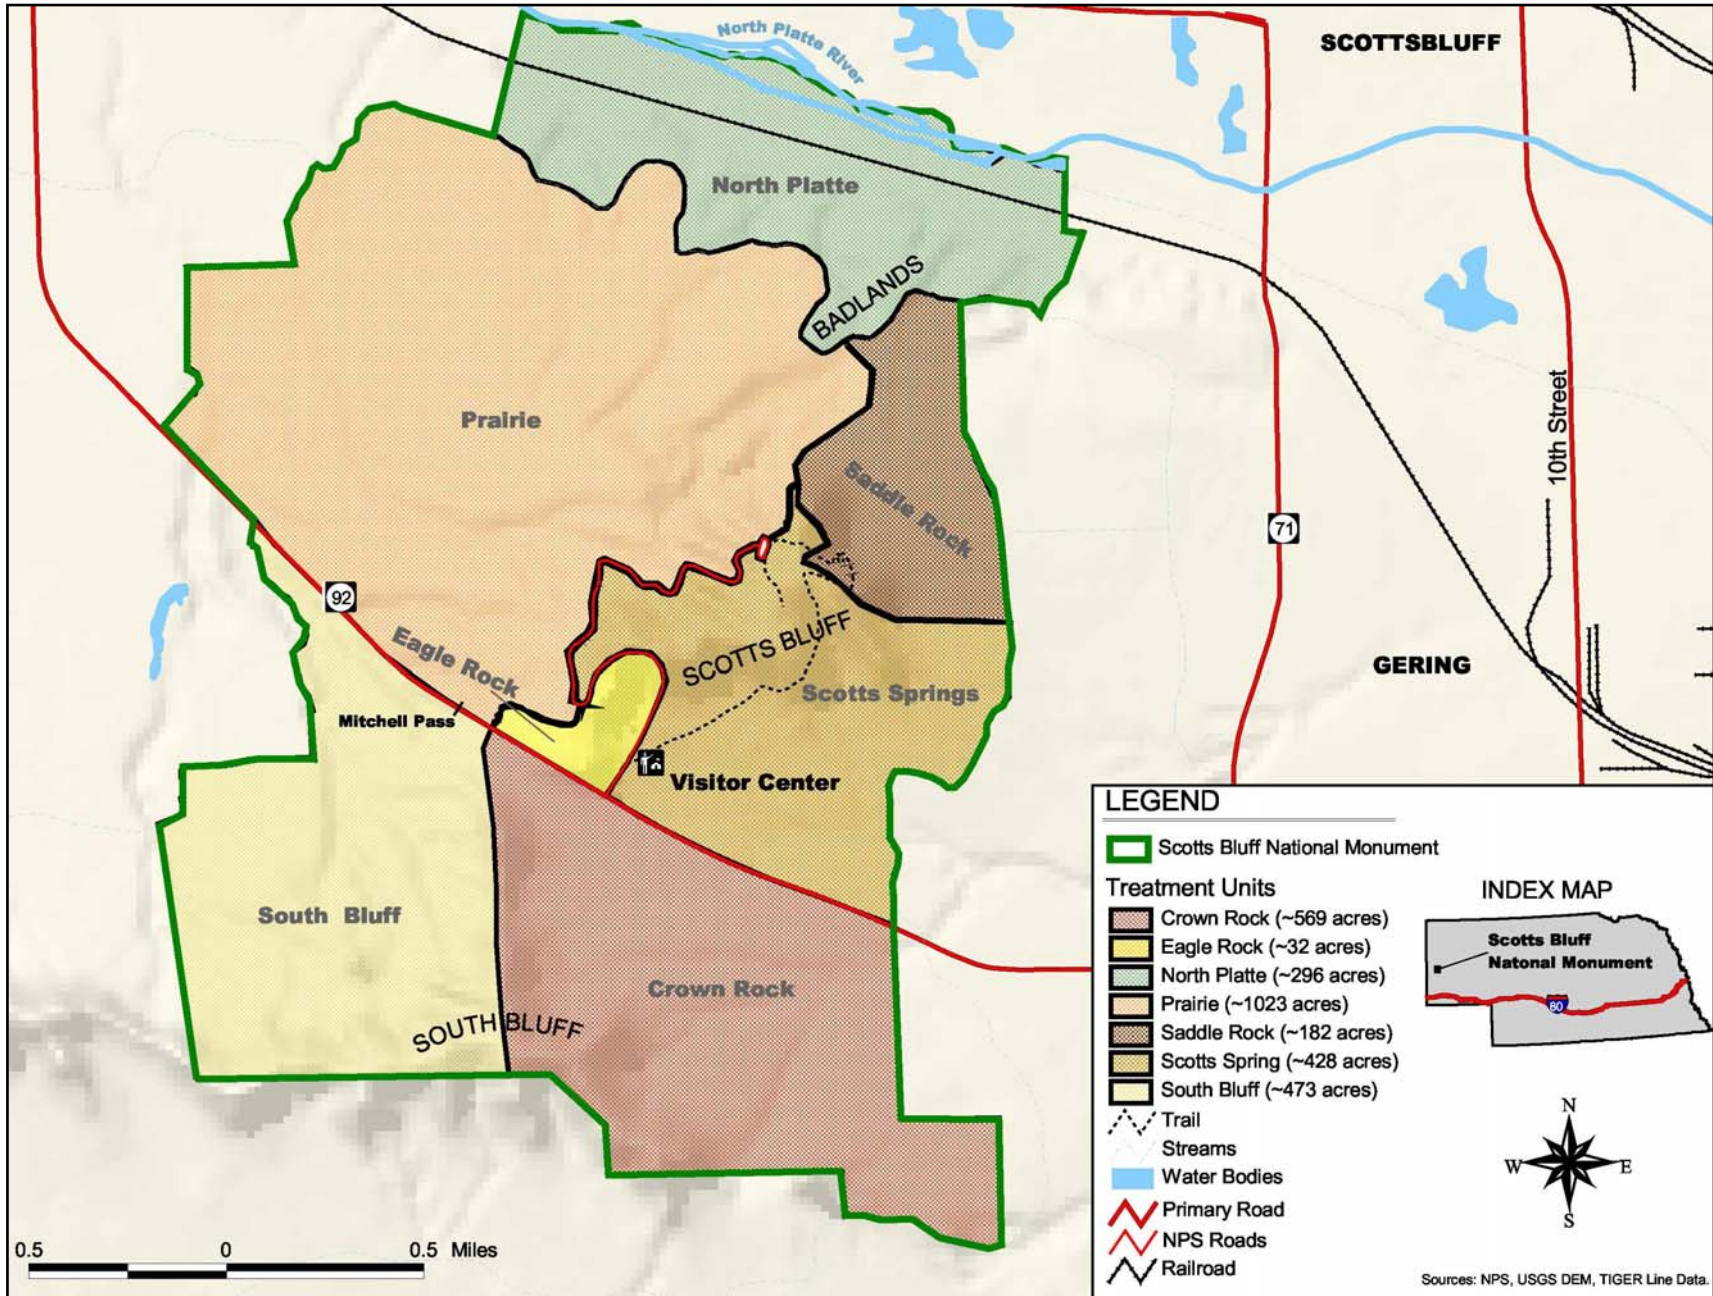 North Platte River
SCOTTSBLUFF
North Platte
BADLANDS
Prairie
10th Street
Saddle Rock
71
92
Eagle Rock
SCOTTS BLUFF
GERING
Scotts Springs
Mitchell Pass
Visitor Center
South Bluff
Crown Rock
SOUTH BLUFF
0.5 0 0.5 Miles
LEGEND
Scotts Bluff National Monument
Treatment Units
Crown Rock (~569 acres)
Eagle Rock (~32 acres)
North Platte (~296 acres)
Prairie (~1023 acres)
Saddle Rock (~182 acres)
Scotts Spring (~428 acres)
South Bluff (~473 acres)
Trail
Streams
Water Bodies
Primary Road
NPS Roads
Railroad
INDEX MAP
Scotts Bluff
Natonal Monument
80
N
W E
S
Sources: NPS, USGS DEM, TIGER Line Data.